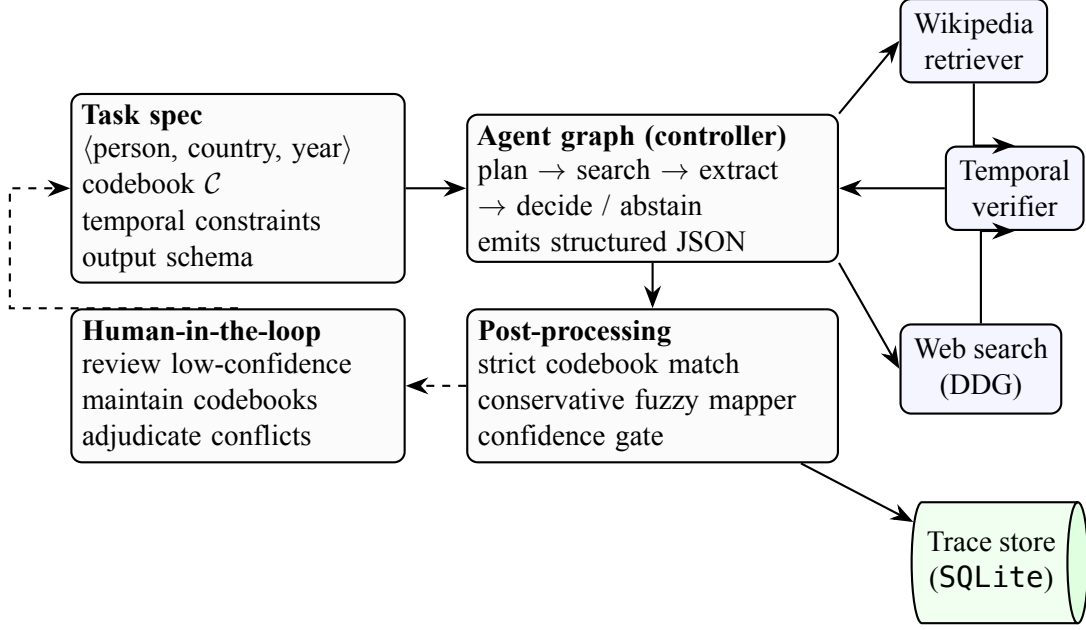 Task spec
⟨person, country, year⟩
codebook 𝒞
temporal constraints
output schema
Agent graph (controller)
plan → search → extract
→ decide / abstain
emits structured JSON
Wikipedia
retriever
Temporal
verifier
Web search
(DDG)
Human-in-the-loop
review low-confidence
maintain codebooks
adjudicate conflicts
Post-processing
strict codebook match
conservative fuzzy mapper
confidence gate
Trace store
(SQLite)